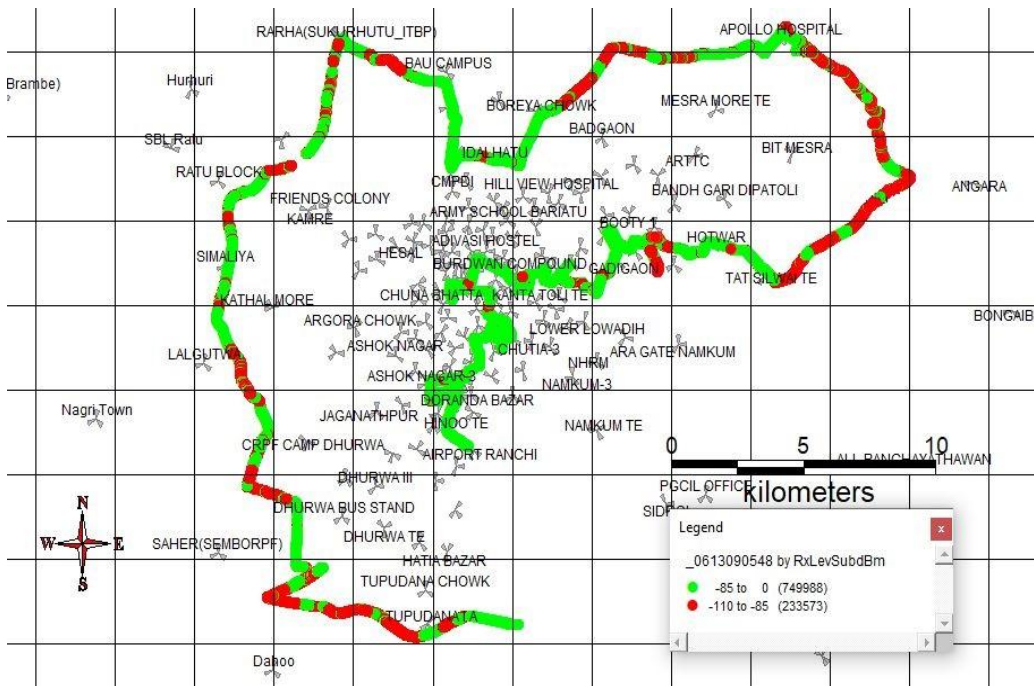 RARHA(SUKURHUTU_ITBP)
APOLLO HOSPITAL
BAU CAMPUS
Brambe)
Hurhuri
BOREYA CHOWK
MESRA MORE TE
BADGAON
SBL Ratu
IDALHATU
ARTTC
BIT MESRA
RATU BLOCK
CMPDI
HILL VIEW HOSPITAL
BANDH GARI DIPATOLI
ANGARA
FRIENDS COLONY
KAMRE
ARMY SCHOOL BARIATU
BOOTY 1
ADIVASI HOSTEL
HOTWAR
HESAL
SIMALIYA
BURDWAN COMPOUND
GADIGAON
TAT SILWAI TE
KATHAL MORE
CHUNA BHATTA
KANTA TOLI TE
ARGORA CHOWK
LOWER LOWADIH
BONGAIB
LALGUTWA
ASHOK NAGAR
CHUTIA-3
ARA GATE NAMKUM
NHRM
ASHOK NAGAR-3
NAMKUM-3
Nagri Town
JAGANATHPUR
DORANDA BAZAR
HINOO TE
NAMKUM TE
CRPF CAMP DHURWA
AIRPORT RANCHI
0 5 10
kilometers
DHURWA III
PGCIL OFFICE
DHURWA BUS STAND
N
W E
S
SAHER(SEMBORPF)
DHURWA TE
HATIA BAZAR
TUPUDANA CHOWK
Dahoo
Legend
x
_0613090548 by RxLevSubdBm
-85 to 0 (749988)
-110 to -85 (233573)